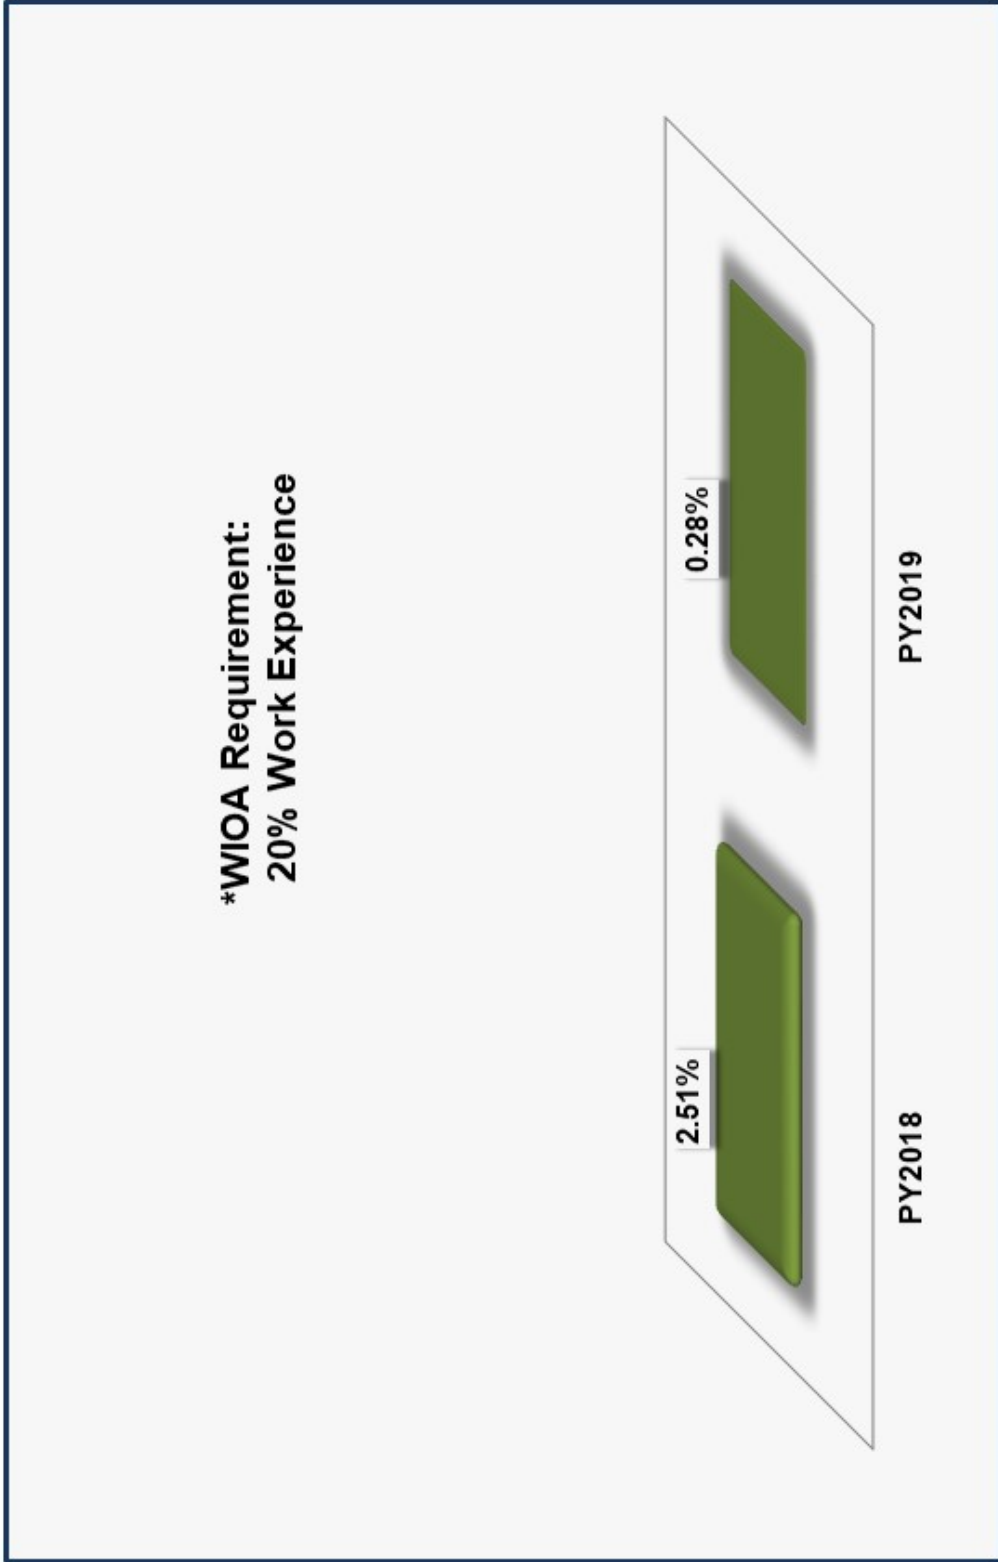 *WIOA Requirement:
20% Work Experience
2.51%
0.28%
PY2018
PY2019